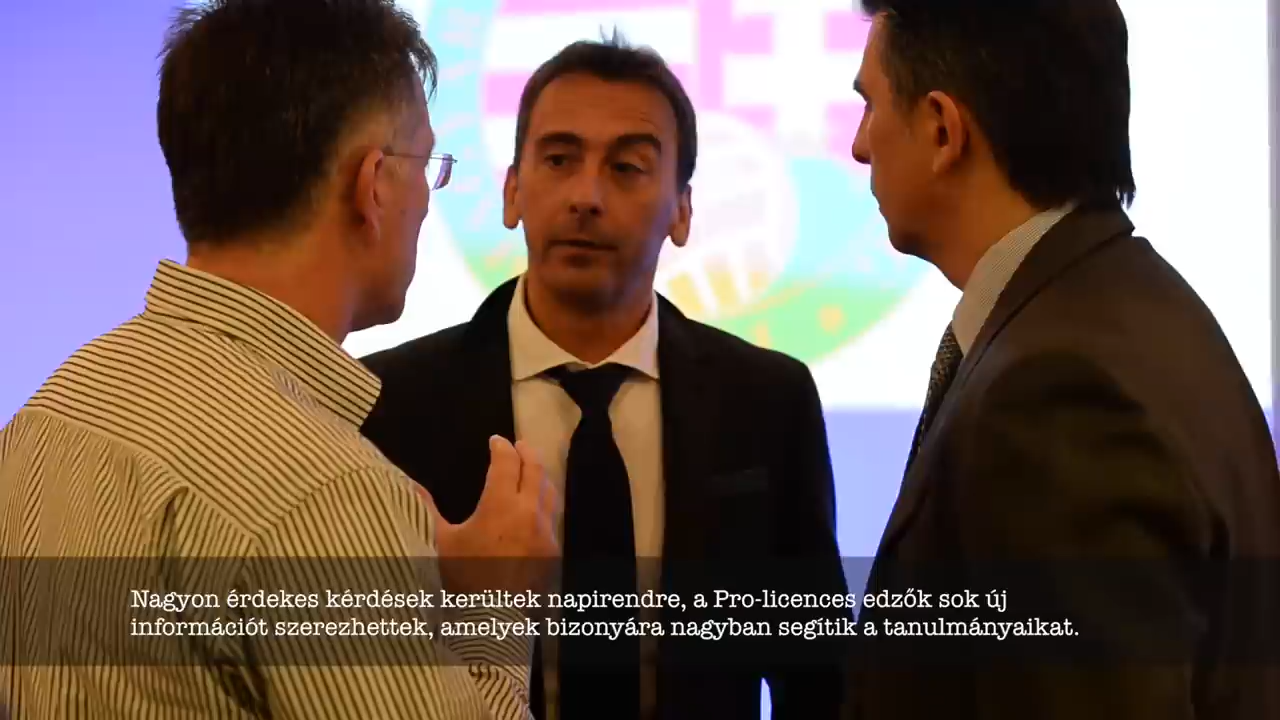 Nagyon érdekes kérdések kerültek napirendre, a Pro-licences edzők sok új
információt szerezhettek, amelyek bizonyára nagyban segítik a tanulmányaikat.